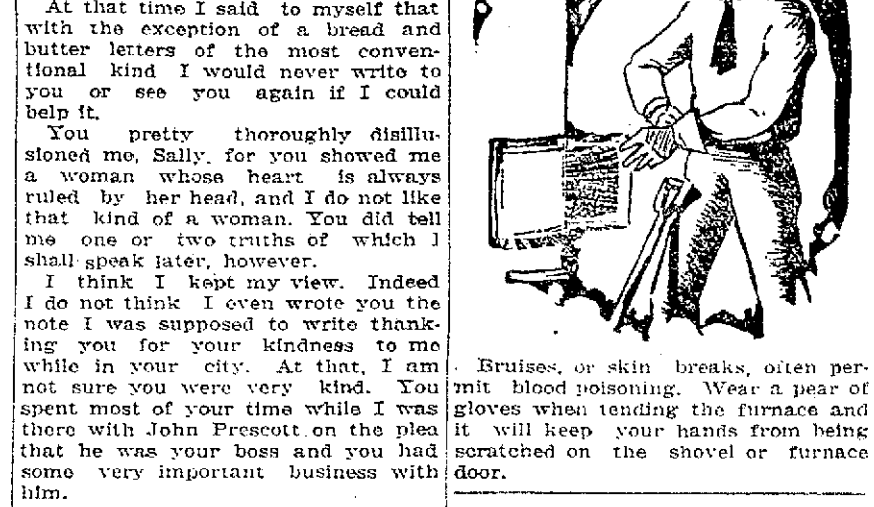 At that time I said to myself that
with the exception of a bread and
butter letters of the most conven-
tional kind I would never write to
you or see you again if I could
help it.
You pretty thoroughly disillu-
sioned me, Sally, for you showed me
a woman whose heart is always
ruled by her head, and I do not like
that kind of a woman. You did tell
me one or two truths of which I
shall speak later, however.
I think I kept my view. Indeed
I do not think I even wrote you the
note I was supposed to write thank-
ing you for your kindness to me
while in your city. At that, I am
not sure you were very kind. You
spent most of your time while I was
there with John Prescott on the plea
that he was your boss and you had
some very important business with
him.
Bruises, or skin breaks, often per-
mit blood poisoning. Wear a pear of
gloves when tending the furnace and
it will keep your hands from being
scratched on the shovel or furnace
door.